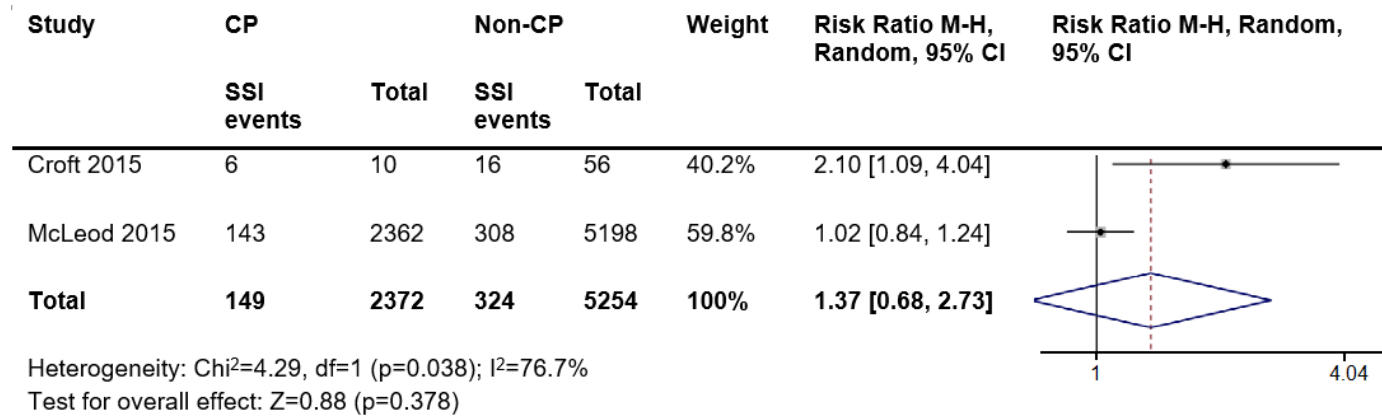 Study CP Non-CP Weight Risk Ratio M-H, Random, 95% CI Risk Ratio M-H, Random, 95% CI
SSI events Total SSI events Total
Croft 2015 6 10 16 56 40.2% 2.10 [1.09, 4.04]
McLeod 2015 143 2362 308 5198 59.8% 1.02 [0.84, 1.24]
Total 149 2372 324 5254 100% 1.37 [0.68, 2.73]
Heterogeneity: Chi²=4.29, df=1 (p=0.038); I²=76.7%
Test for overall effect: Z=0.88 (p=0.378)
1 4.04